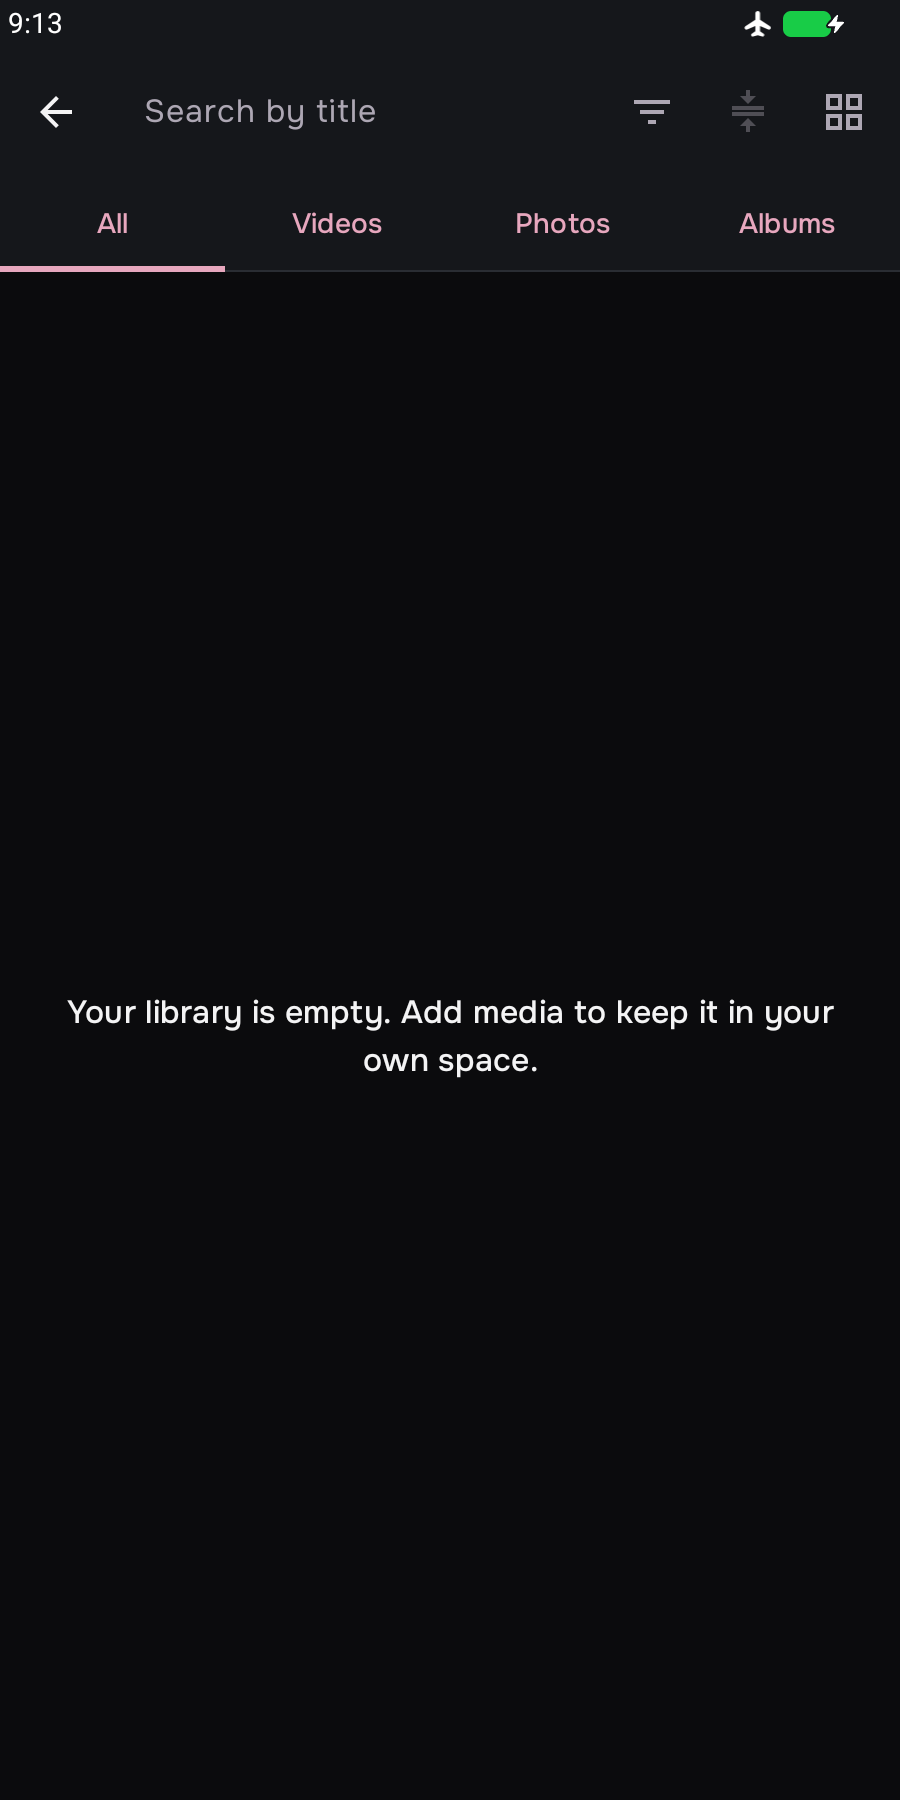 9:13
Search by title
All
Videos
Photos
Albums
Your library is empty. Add media to keep it in your
own space.